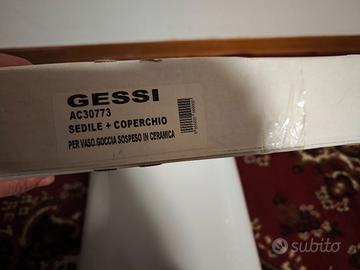 GESSI
AC30773
SEDILE + COPERCHIO
PER VASO.GOCCIA SOSPESO IN CERAMICA
subito